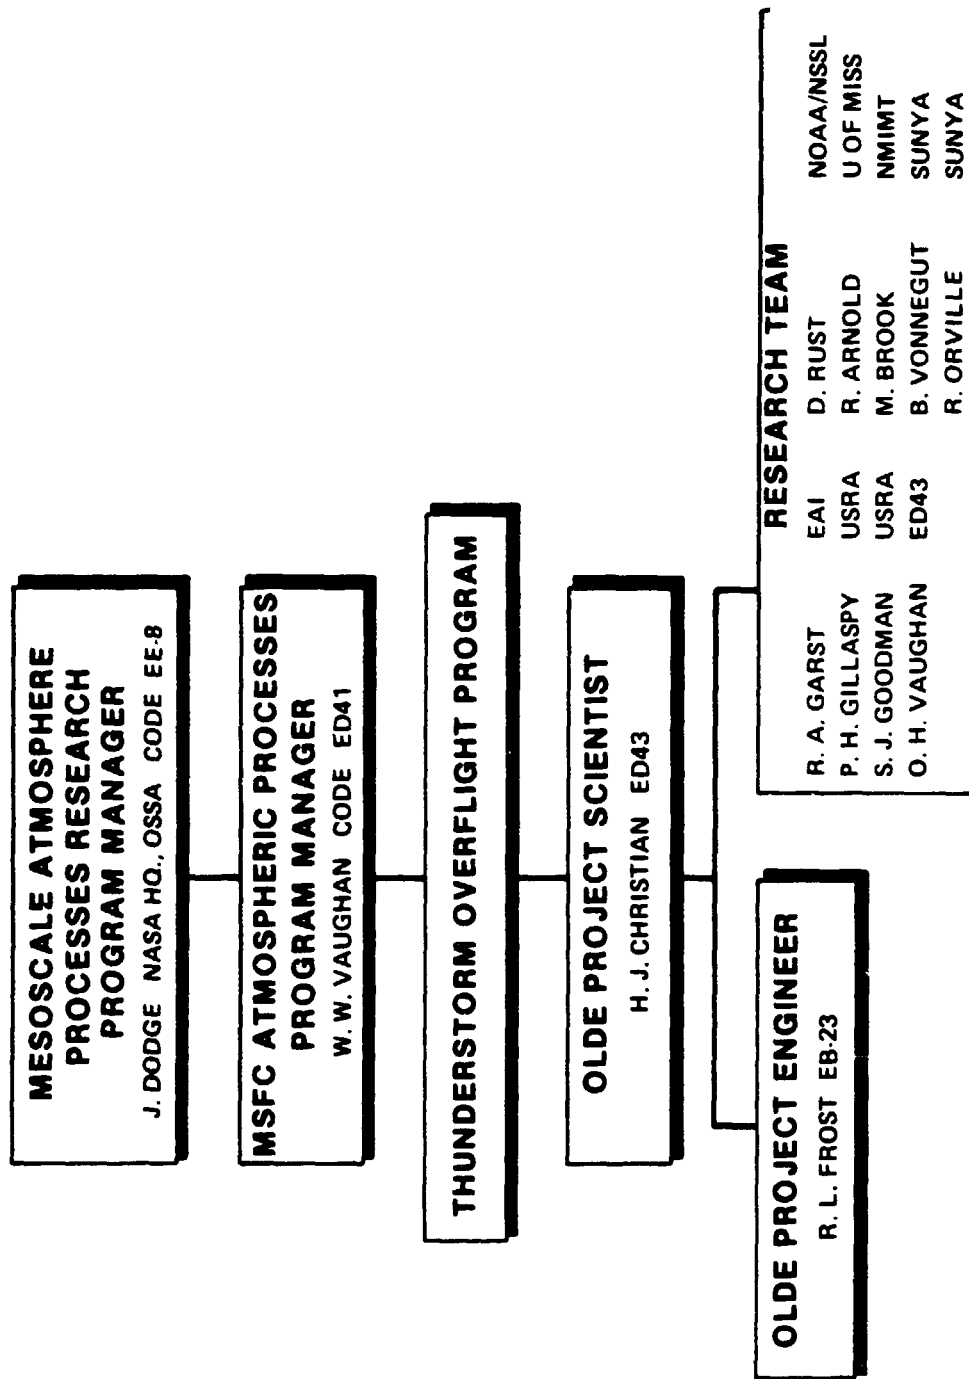 MESOSCALE ATMOSPHERE
PROCESSES RESEARCH
PROGRAM MANAGER
J. DODGE NASA HQ., OSSA CODE EE-8
MSFC ATMOSPHERIC PROCESSES
PROGRAM MANAGER
W. W. VAUGHAN CODE ED41
THUNDERSTORM OVERFLIGHT PROGRAM
OLDE PROJECT SCIENTIST
H. J. CHRISTIAN ED43
OLDE PROJECT ENGINEER
R. L. FROST EB-23
RESEARCH TEAM
R. A. GARST EAI D. RUST NOAA/NSSL
P. H. GILLASPY USRA R. ARNOLD U OF MISS
S. J. GOODMAN USRA M. BROOK NMIMT
O. H. VAUGHAN ED43 B. VONNEGUT SUNYA
R. ORVILLE SUNYA